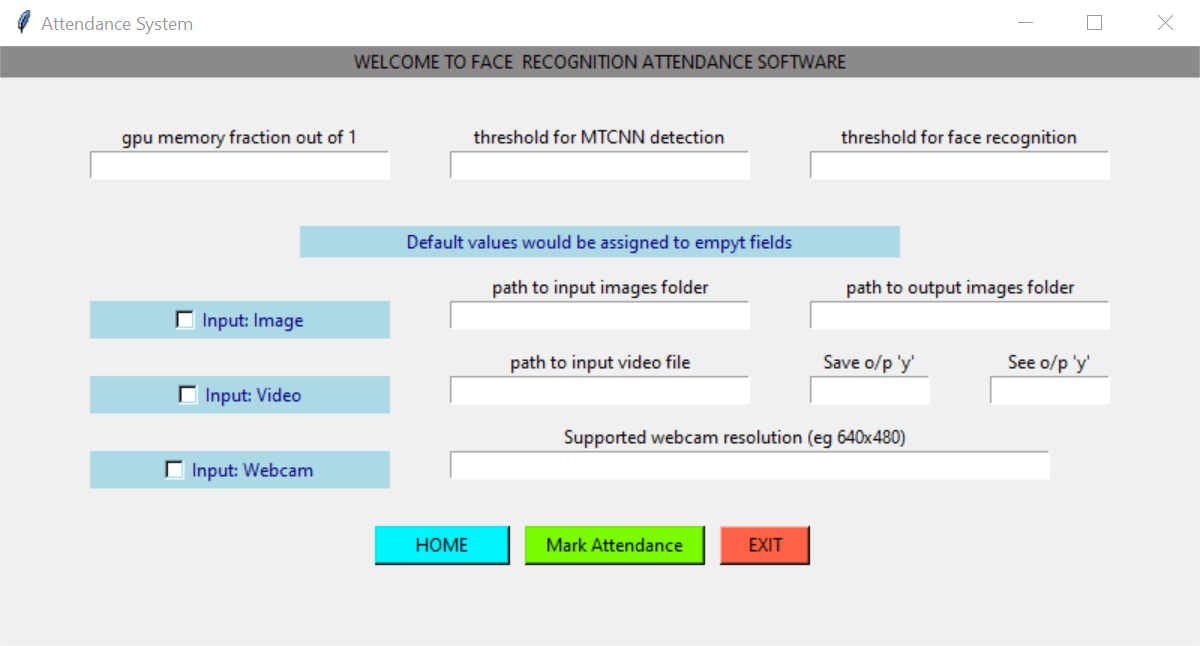 Attendance System
WELCOME TO FACE  RECOGNITION ATTENDANCE SOFTWARE
gpu memory fraction out of 1
threshold for MTCNN detection
threshold for face recognition
Default values would be assigned to empyt fields
path to input images folder
path to output images folder
Input: Image
path to input video file
Save o/p 'y'
See o/p 'y'
Input: Video
Supported webcam resolution (eg 640x480)
Input: Webcam
HOME
Mark Attendance
EXIT